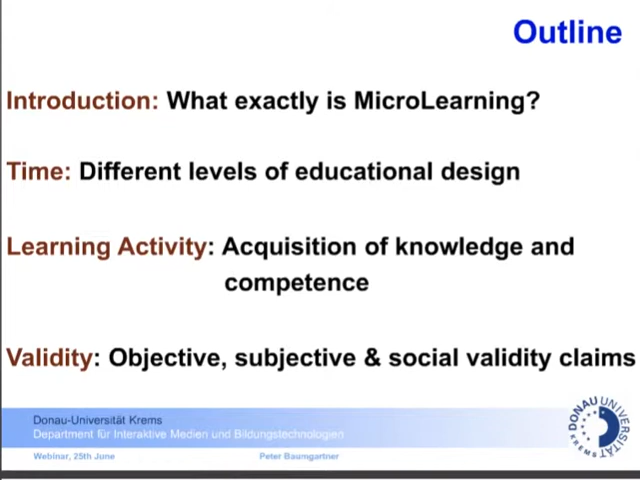 Outline
Introduction: What exactly is MicroLearning?
Time: Different levels of educational design
Learning Activity: Acquisition of knowledge and
competence
Validity: Objective, subjective & social validity claims
Donau-Universität Krems
Department für Interaktive Medien und Bildungstechnologien
Webinar, 25th June Peter Baumgartner
DONAU UNIVERSITÄT KREMS